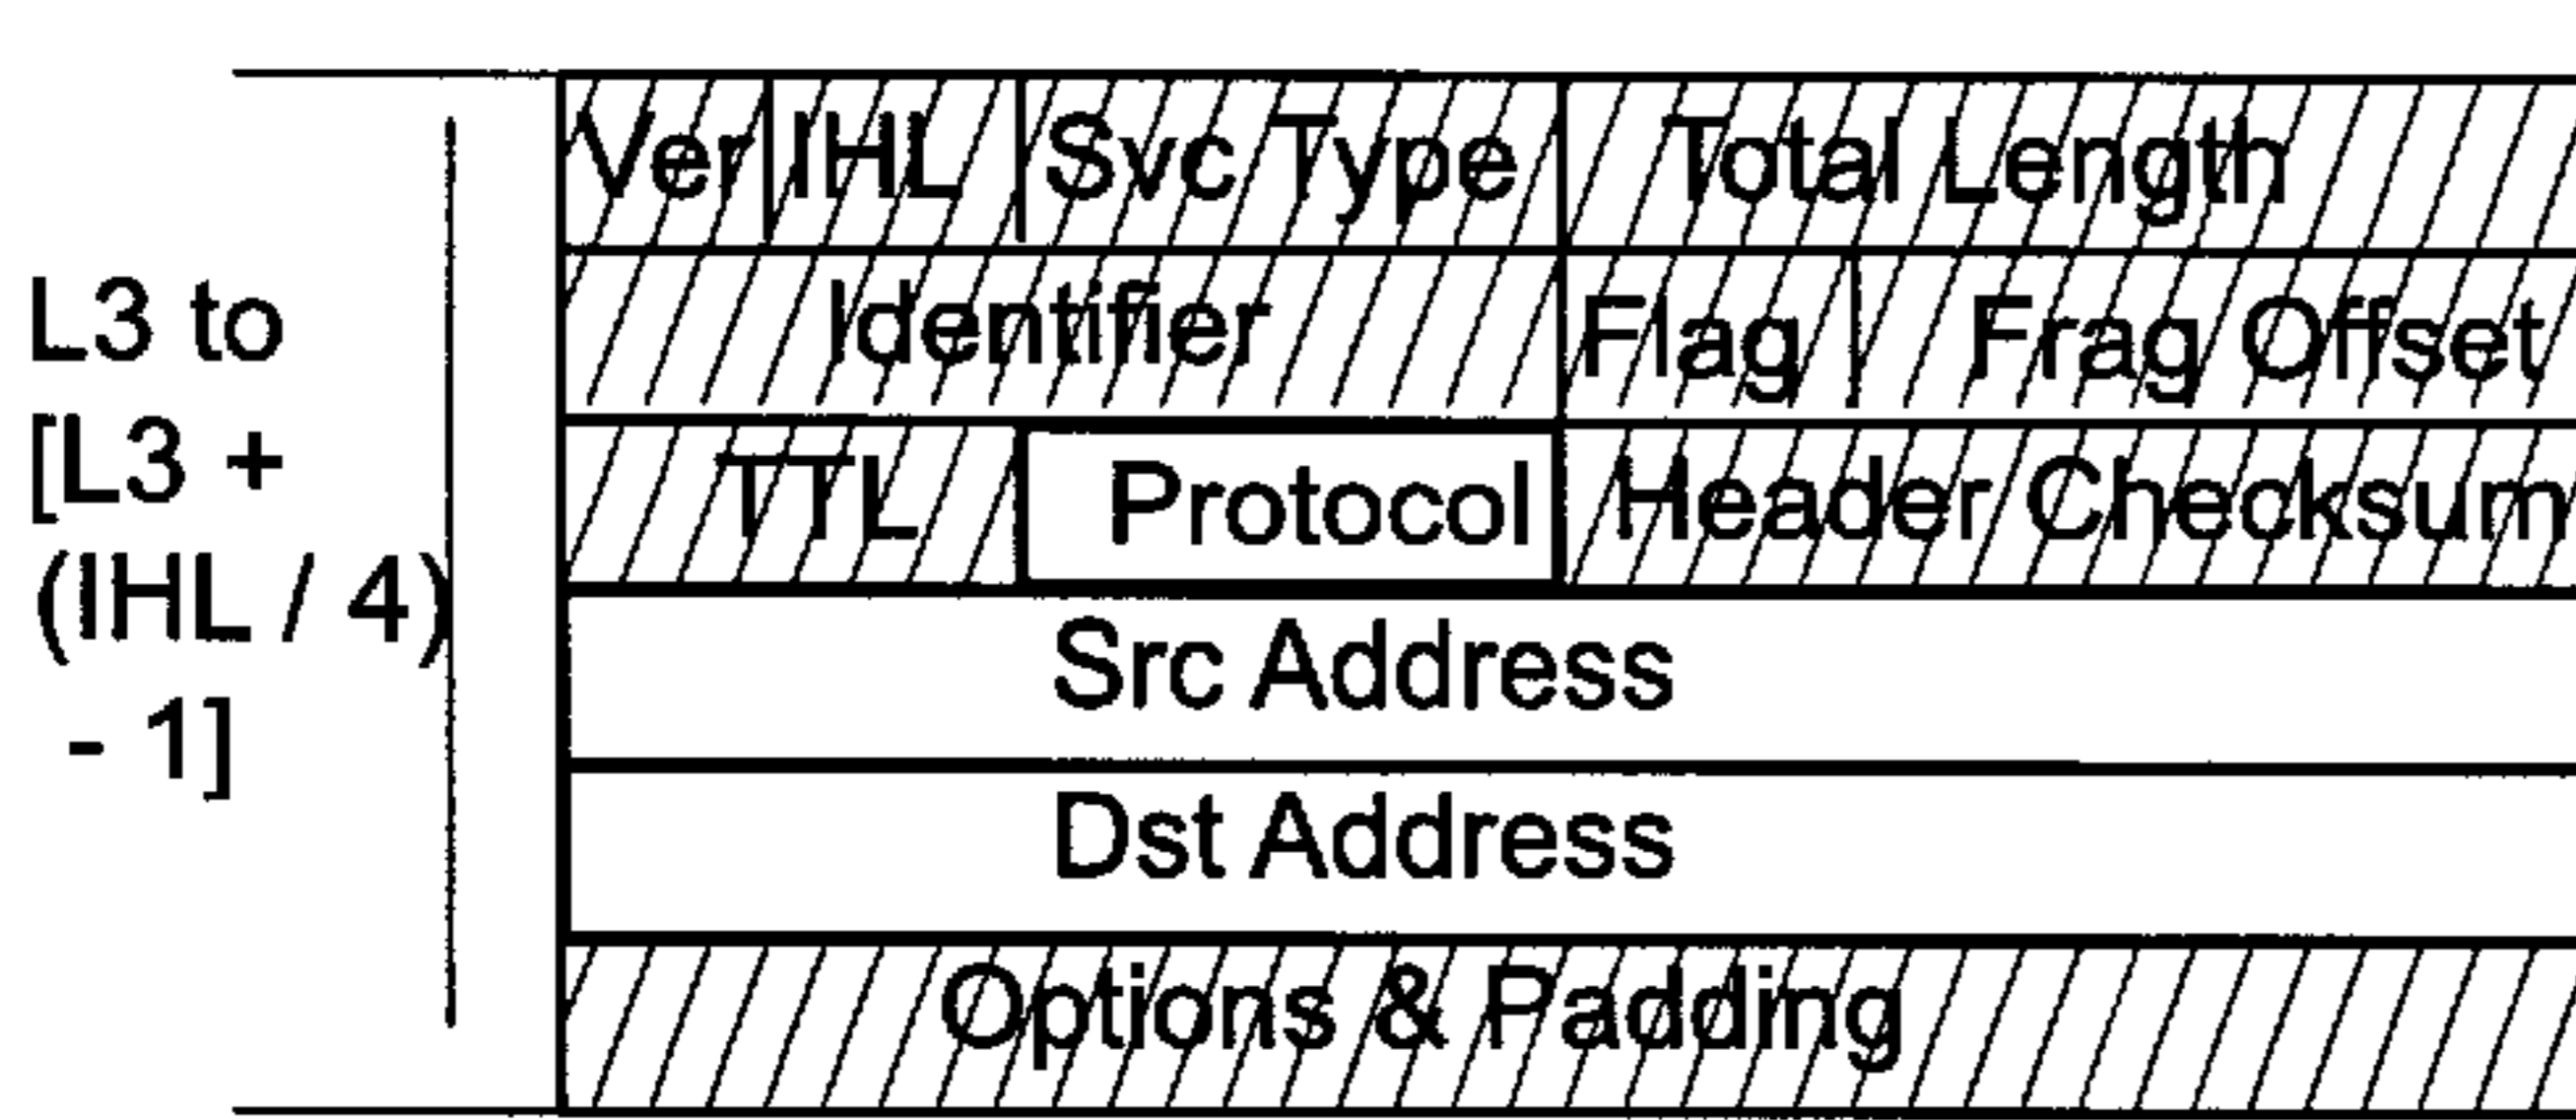 Ver IHL Svc Type Total Length
Identifier Flag Frag Offset
TTL Protocol Header Checksum
Src Address
Dst Address
Options & Padding
L3 to
[L3 +
(IHL / 4)
- 1]